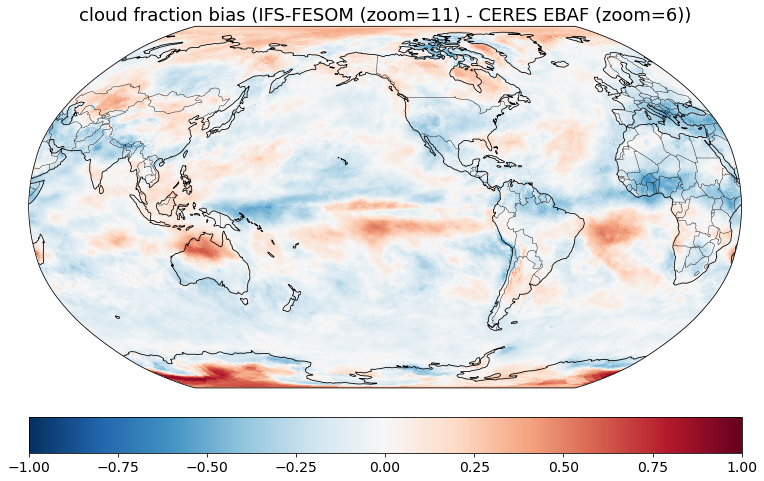 cloud fraction bias (IFS-FESOM (zoom=11) - CERES EBAF (zoom=6))
−1.00 −0.75 −0.50 −0.25 0.00 0.25 0.50 0.75 1.00